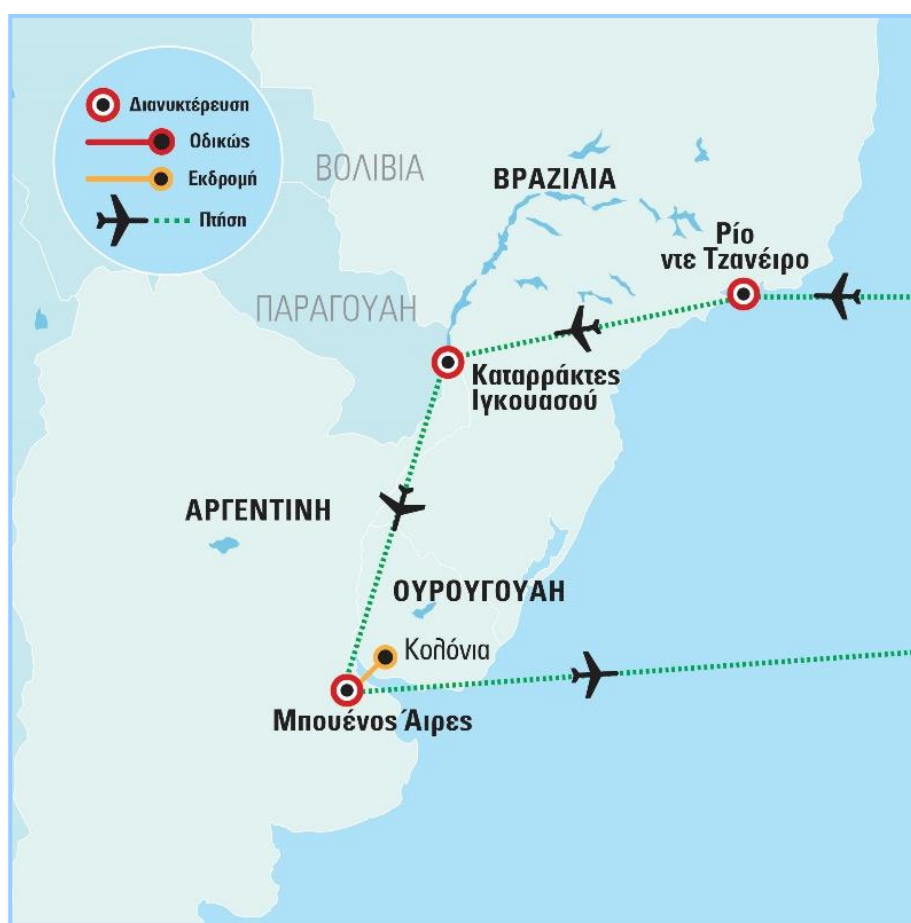 Διανυκτέρευση
Οδικώς
Εκδρομή
Πτήση
ΒΟΛΙΒΙΑ
ΒΡΑΖΙΛΙΑ
Ρίο
ντε Τζανέιρο
ΠΑΡΑΓΟΥΑΗ
Καταρράκτες
Ιγκουασού
ΑΡΓΕΝΤΙΝΗ
ΟΥΡΟΥΓΟΥΑΗ
Κολόνια
Μπουένος Άιρες